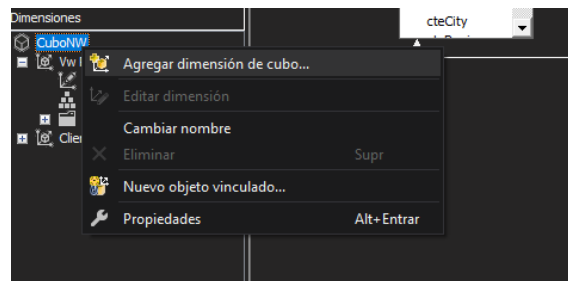 Dimensiones
cteCity
CuboNW
Vw
Agregar dimensión de cubo...
Editar dimensión
Cambiar nombre
Clie
Eliminar Supr
Nuevo objeto vinculado...
Propiedades Alt+Entrar